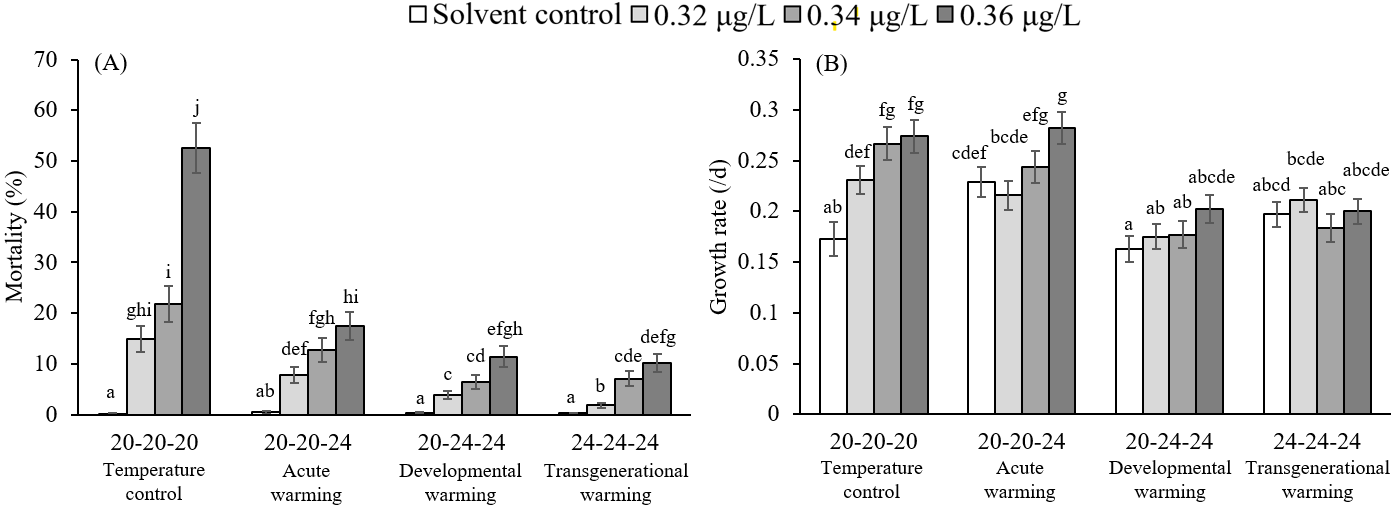 Solvent control 0.32 μg/L 0.34 μg/L 0.36 μg/L
(A)
Mortality (%)
70
60
50
40
30
20
10
0
a ghi i j
ab def fgh hi
a c cd efgh
a b cde defg
20-20-20 20-20-24 20-24-24 24-24-24
Temperature Acute Developmental Transgenerational
control warming warming warming
(B)
Growth rate (/d)
0.35
0.3
0.25
0.2
0.15
0.1
0.05
0
ab def fg fg
cdef bcde efg g
a ab ab abcde
abcd bcde abc abcde
20-20-20 20-20-24 20-24-24 24-24-24
Temperature Acute Developmental Transgenerational
control warming warming warming